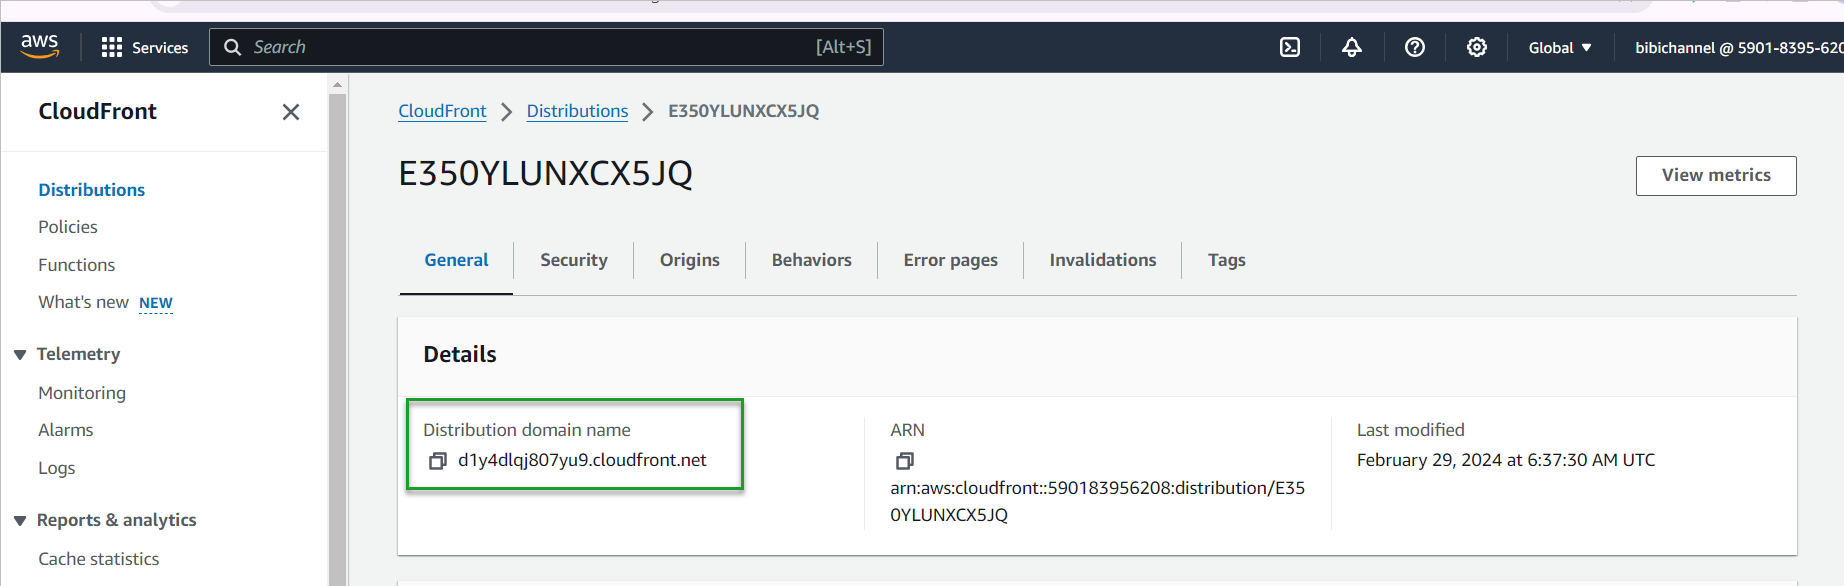 aws
Services
Search
[Alt+S]
Global
bibichannel @ 5901-8395-620
CloudFront
CloudFront
Distributions
E350YLUNXCX5JQ
E350YLUNXCX5JQ
View metrics
Distributions
Policies
Functions
What's new NEW
Telemetry
Monitoring
Alarms
Logs
Reports & analytics
Cache statistics
General
Security
Origins
Behaviors
Error pages
Invalidations
Tags
Details
Distribution domain name
d1y4dlqj807yu9.cloudfront.net
ARN
arn:aws:cloudfront::590183956208:distribution/E35
0YLUNXCX5JQ
Last modified
February 29, 2024 at 6:37:30 AM UTC